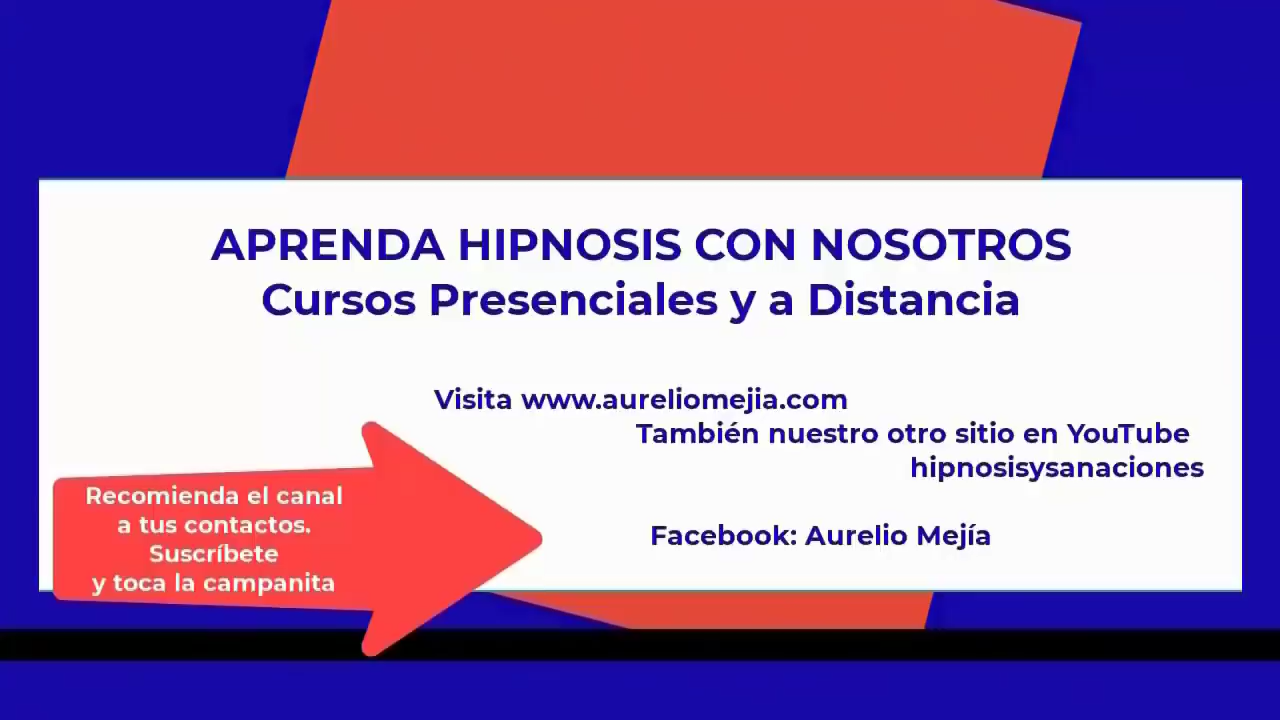 APRENDA HIPNOSIS CON NOSOTROS
Cursos Presenciales y a Distancia
Visita www.aureliomejia.com
También nuestro otro sitio en YouTube
hipnosisysanaciones
Recomienda el canal
a tus contactos.
Suscríbete
y toca la campanita
Facebook: Aurelio Mejía